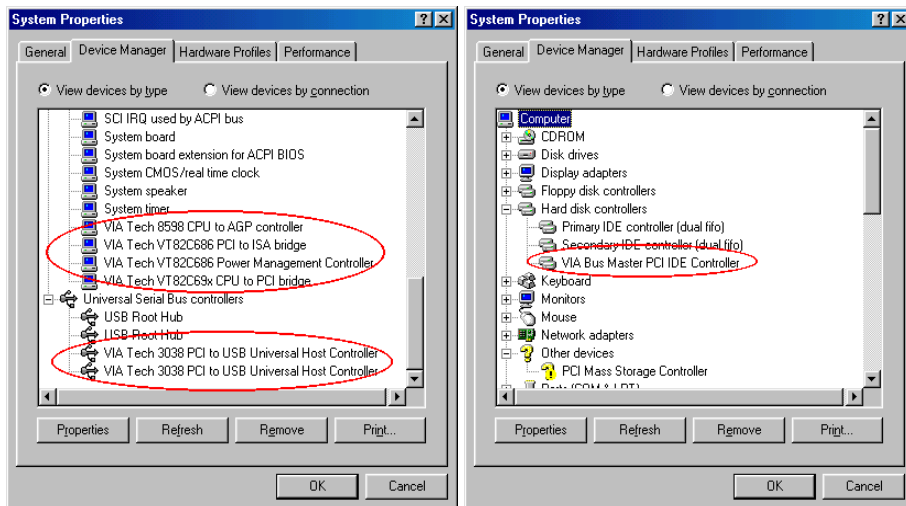 System Properties
General Device Manager Hardware Profiles Performance
View devices by type View devices by connection
SCI IRQ used by ACPI bus
System board
System board extension for ACPI BIOS
System CMOS/real time clock
System speaker
System timer
VIA Tech 8598 CPU to AGP controller
VIA Tech VT82C686 PCI to ISA bridge
VIA Tech VT82C686 Power Management Controller
VIA Tech VT82C69x CPU to PCI bridge
Universal Serial Bus controllers
USB Root Hub
USB Root Hub
VIA Tech 3038 PCI to USB Universal Host Controller
VIA Tech 3038 PCI to USB Universal Host Controller
Properties Refresh Remove Print...
OK Cancel
System Properties
General Device Manager Hardware Profiles Performance
View devices by type View devices by connection
Computer
CDROM
Disk drives
Display adapters
Floppy disk controllers
Hard disk controllers
Primary IDE controller (dual fifo)
Secondary IDE controller (dual fifo)
VIA Bus Master PCI IDE Controller
Keyboard
Monitors
Mouse
Network adapters
Other devices
PCI Mass Storage Controller
Ports (COM & LPT)
Properties Refresh Remove Print...
OK Cancel